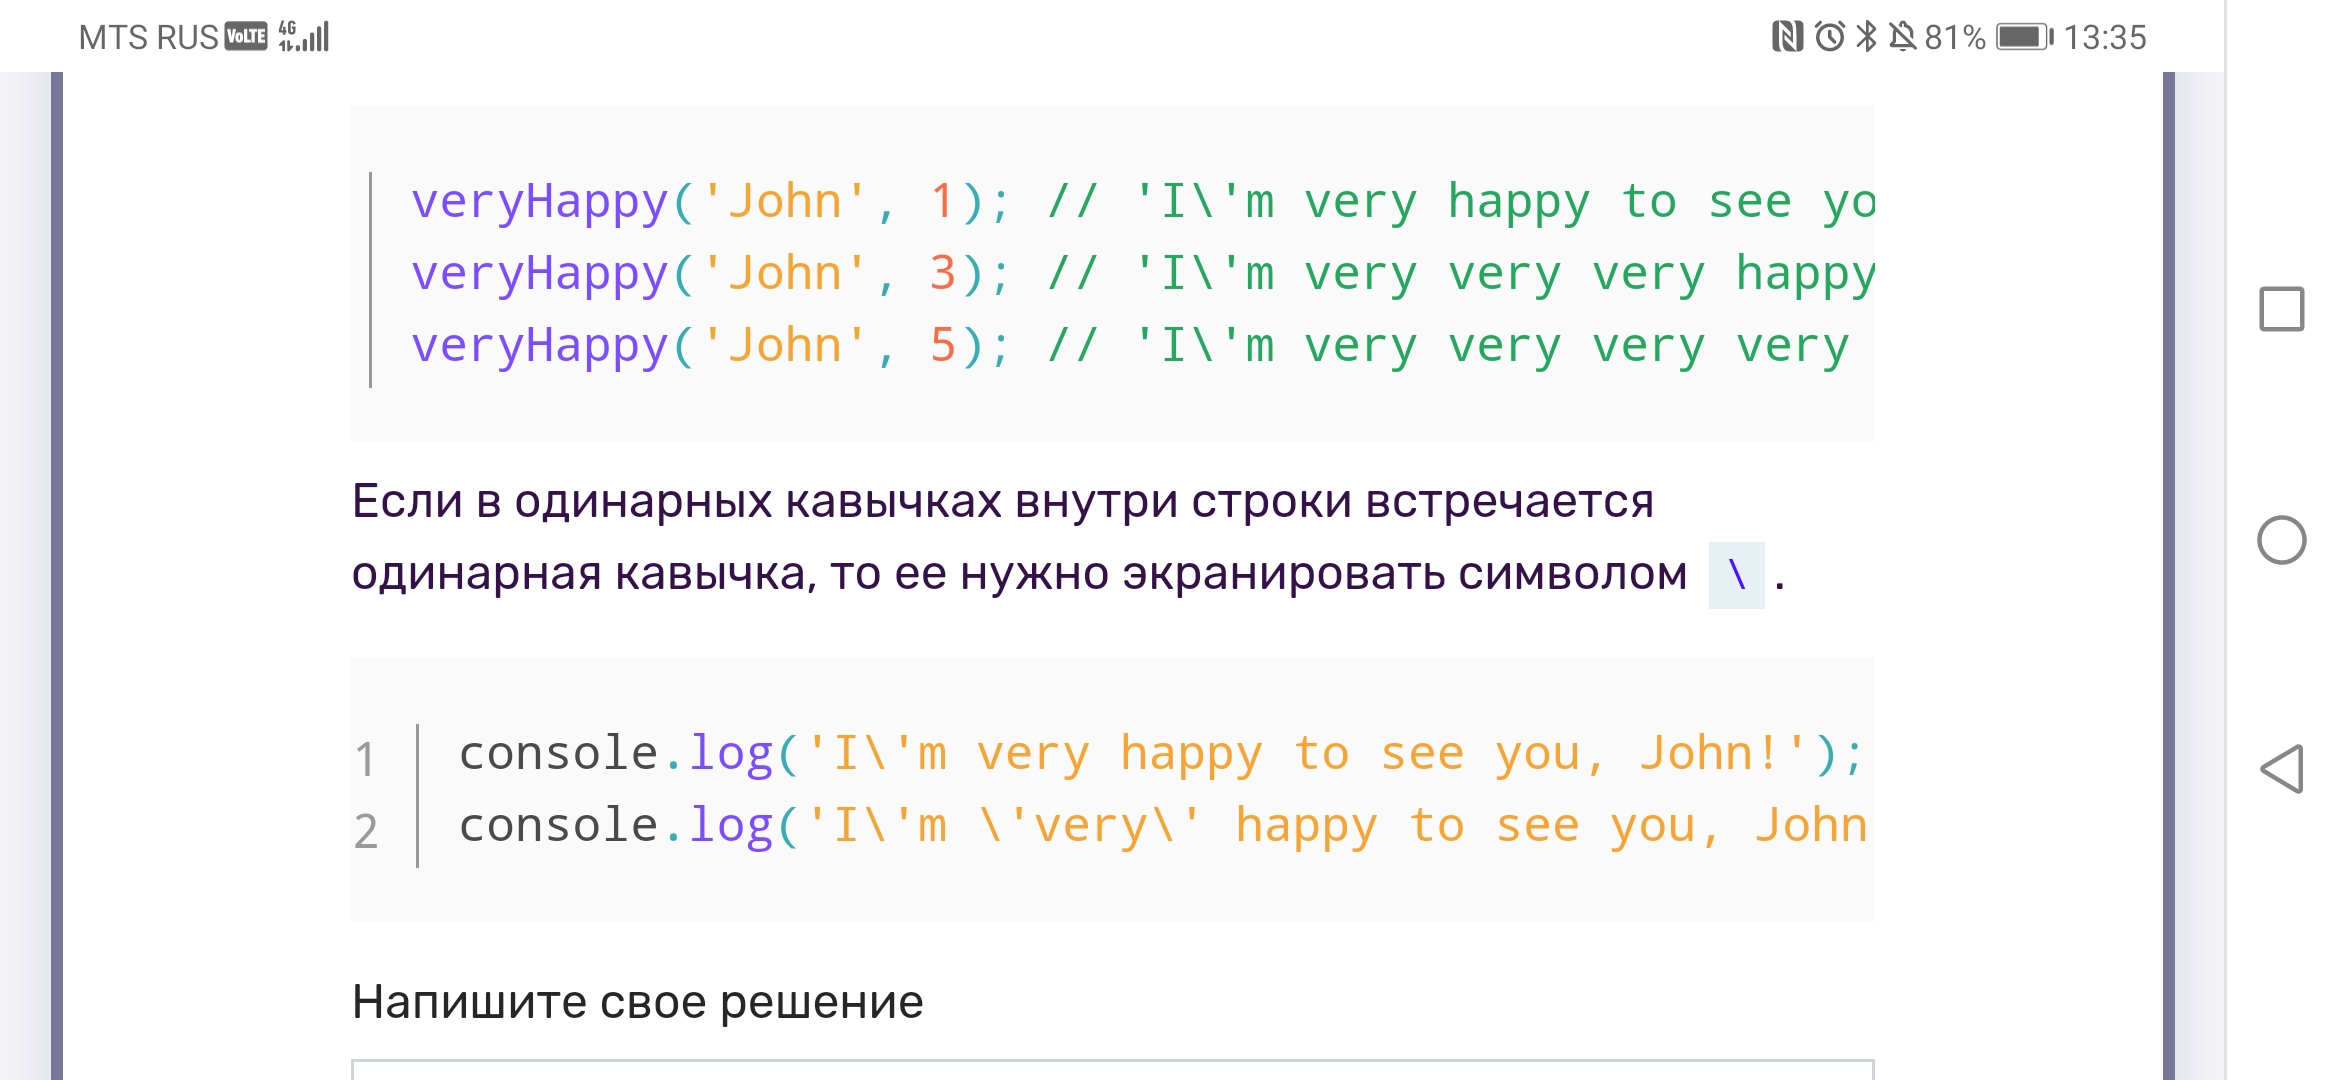 MTS RUS VoLTE 4G 81% 13:35
veryHappy('John', 1); // 'I\'m very happy to see yo
veryHappy('John', 3); // 'I\'m very very very happy
veryHappy('John', 5); // 'I\'m very very very very
Если в одинарных кавычках внутри строки встречается
одинарная кавычка, то ее нужно экранировать символом \ .
1 console.log('I\'m very happy to see you, John!');
2 console.log('I\'m \'very\' happy to see you, John
Напишите свое решение